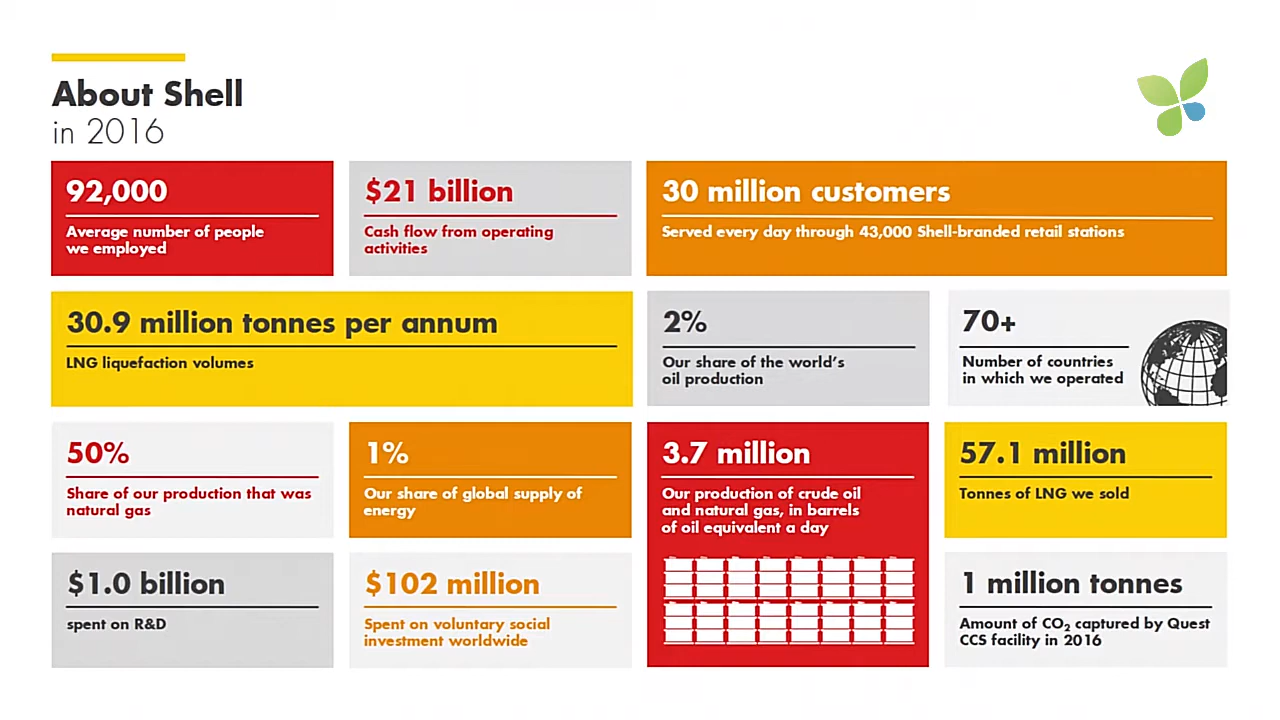 About Shell
in 2016
92,000
Average number of people
we employed
$21 billion
Cash flow from operating
activities
30 million customers
Served every day through 43,000 Shell-branded retail stations
30.9 million tonnes per annum
LNG liquefaction volumes
2%
Our share of the world's
oil production
70+
Number of countries
in which we operated
50%
Share of our production that was
natural gas
1%
Our share of global supply of
energy
3.7 million
Our production of crude oil
and natural gas, in barrels
of oil equivalent a day
57.1 million
Tonnes of LNG we sold
$1.0 billion
spent on R&D
$102 million
Spent on voluntary social
investment worldwide
1 million tonnes
Amount of CO₂ captured by Quest
CCS facility in 2016